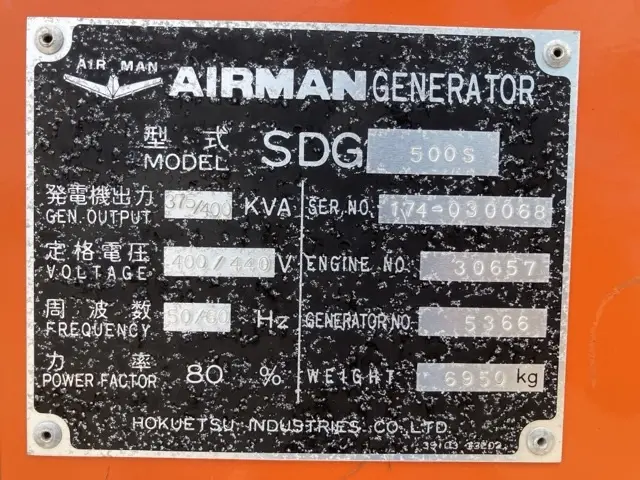 AIR MAN
AIRMAN GENERATOR
型式
MODEL SDG 500S
発電機出力
GEN.OUTPUT 375/400 KVA
定格電圧
VOLTAGE 400/440 V
周波数
FREQUENCY 50/60 Hz
力率
POWER FACTOR 80 %
SER.NO. 174-030068
ENGINE NO. 30657
GENERATOR NO. 5366
WEIGHT 6950 kg
HOKUETSU INDUSTRIES CO.,LTD.